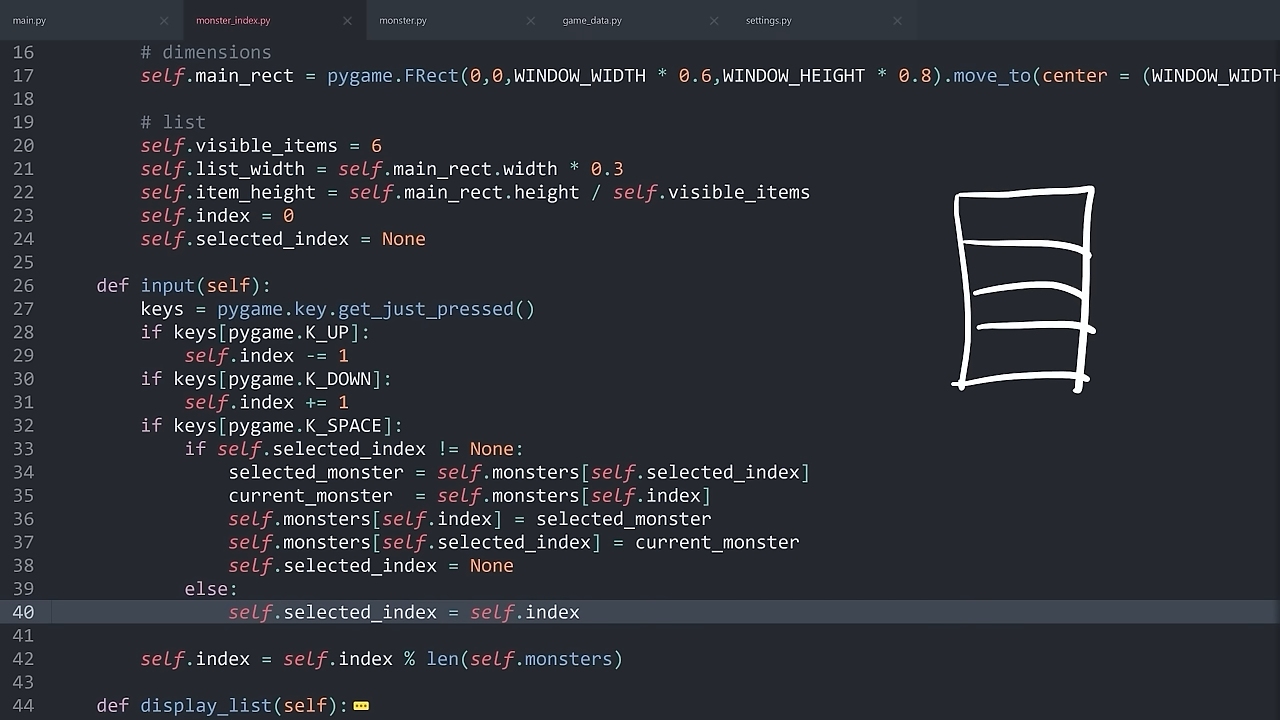 main.py monster_index.py monster.py game_data.py settings.py
16 # dimensions
17 self.main_rect = pygame.FRect(0,0,WINDOW_WIDTH * 0.6,WINDOW_HEIGHT * 0.8).move_to(center = (WINDOW_WIDTH
18
19 # list
20 self.visible_items = 6
21 self.list_width = self.main_rect.width * 0.3
22 self.item_height = self.main_rect.height / self.visible_items
23 self.index = 0
24 self.selected_index = None
25
26 def input(self):
27 keys = pygame.key.get_just_pressed()
28 if keys[pygame.K_UP]:
29 self.index -= 1
30 if keys[pygame.K_DOWN]:
31 self.index += 1
32 if keys[pygame.K_SPACE]:
33 if self.selected_index != None:
34 selected_monster = self.monsters[self.selected_index]
35 current_monster  = self.monsters[self.index]
36 self.monsters[self.index] = selected_monster
37 self.monsters[self.selected_index] = current_monster
38 self.selected_index = None
39 else:
40 self.selected_index = self.index
41
42 self.index = self.index % len(self.monsters)
43
44 def display_list(self):